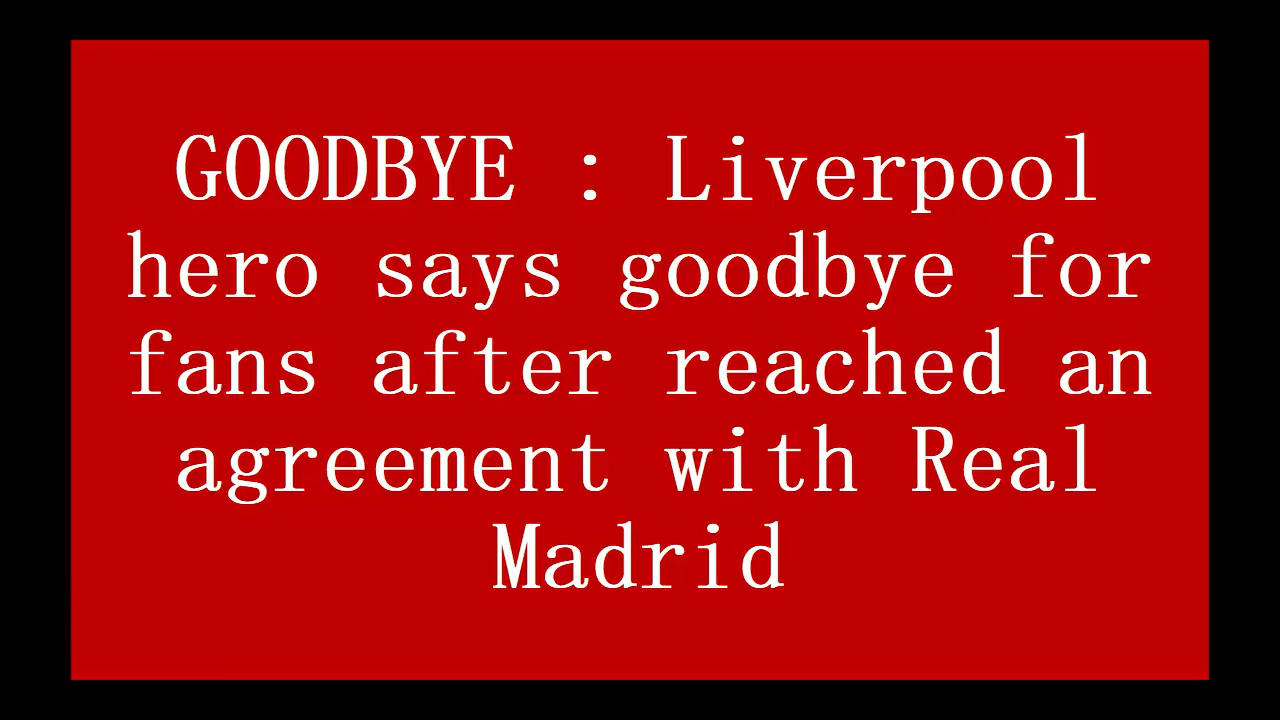 GOODBYE : Liverpool
hero says goodbye for
fans after reached an
agreement with Real
Madrid